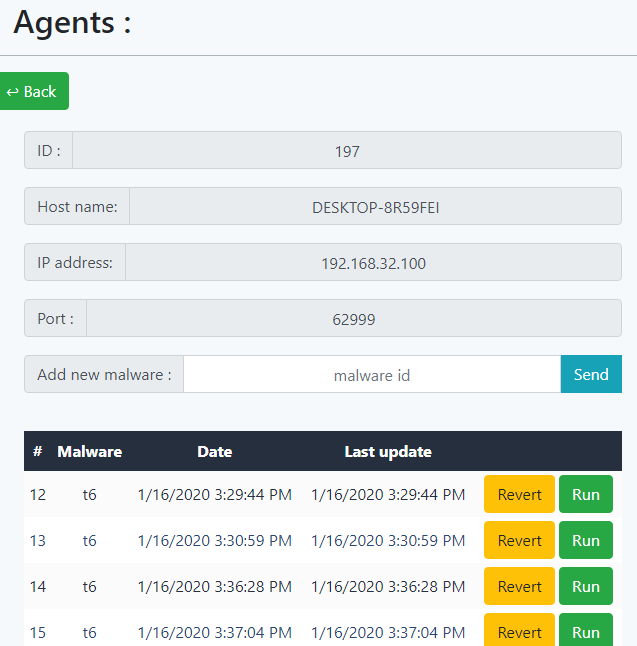 Agents :
↩ Back
ID : 197
Host name: DESKTOP-8R59FEI
IP address: 192.168.32.100
Port : 62999
Add new malware : malware id Send
# Malware Date Last update
12 t6 1/16/2020 3:29:44 PM 1/16/2020 3:29:44 PM Revert Run
13 t6 1/16/2020 3:30:59 PM 1/16/2020 3:30:59 PM Revert Run
14 t6 1/16/2020 3:36:28 PM 1/16/2020 3:36:28 PM Revert Run
15 t6 1/16/2020 3:37:04 PM 1/16/2020 3:37:04 PM Revert Run